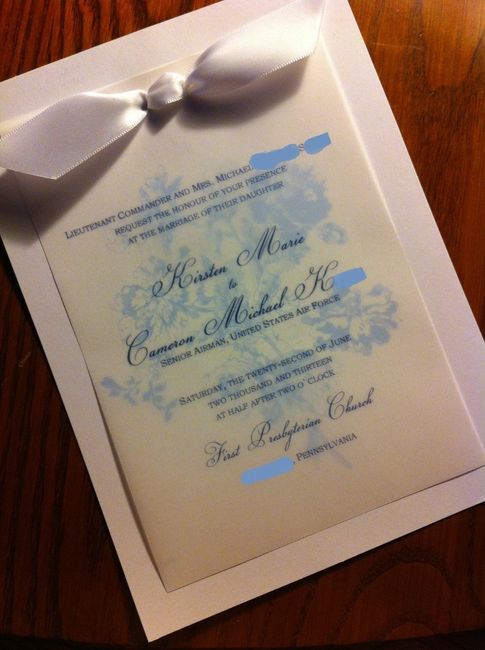 Lieutenant Commander and Mrs. Michael
request the honour of your presence
at the marriage of their daughter
Kirsten Marie
to
Cameron Michael K
Senior Airman, United States Air Force
Saturday, the twenty-second of June
two thousand and thirteen
at half after two o'clock
First Presbyterian Church
, Pennsylvania